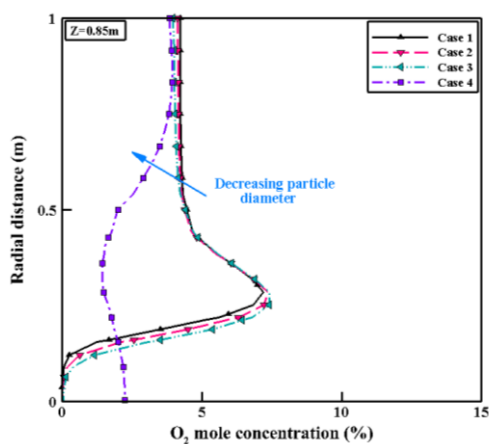 1
Z=0.85m
Case 1
Case 2
Case 3
Case 4
Radial distance (m)
Decreasing particle
diameter
0.5
0
0
5
10
15
O₂ mole concentration (%)